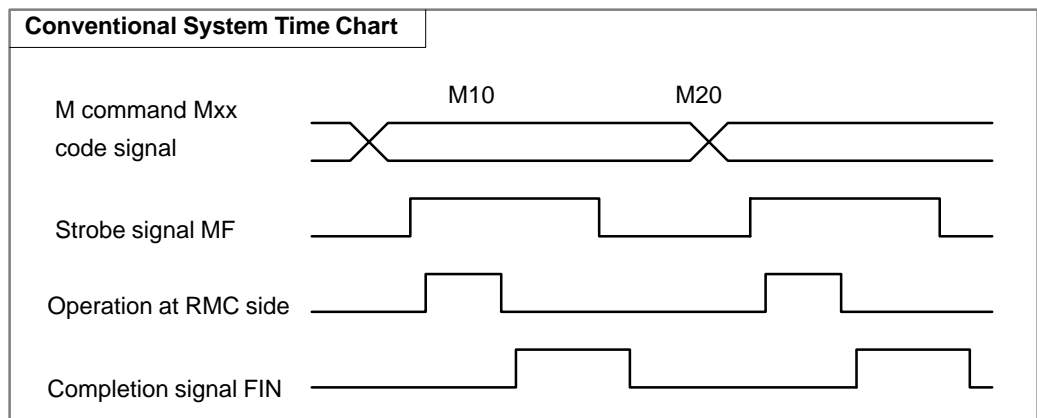 Conventional System Time Chart
M10 M20
M command Mxx
code signal
Strobe signal MF
Operation at RMC side
Completion signal FIN